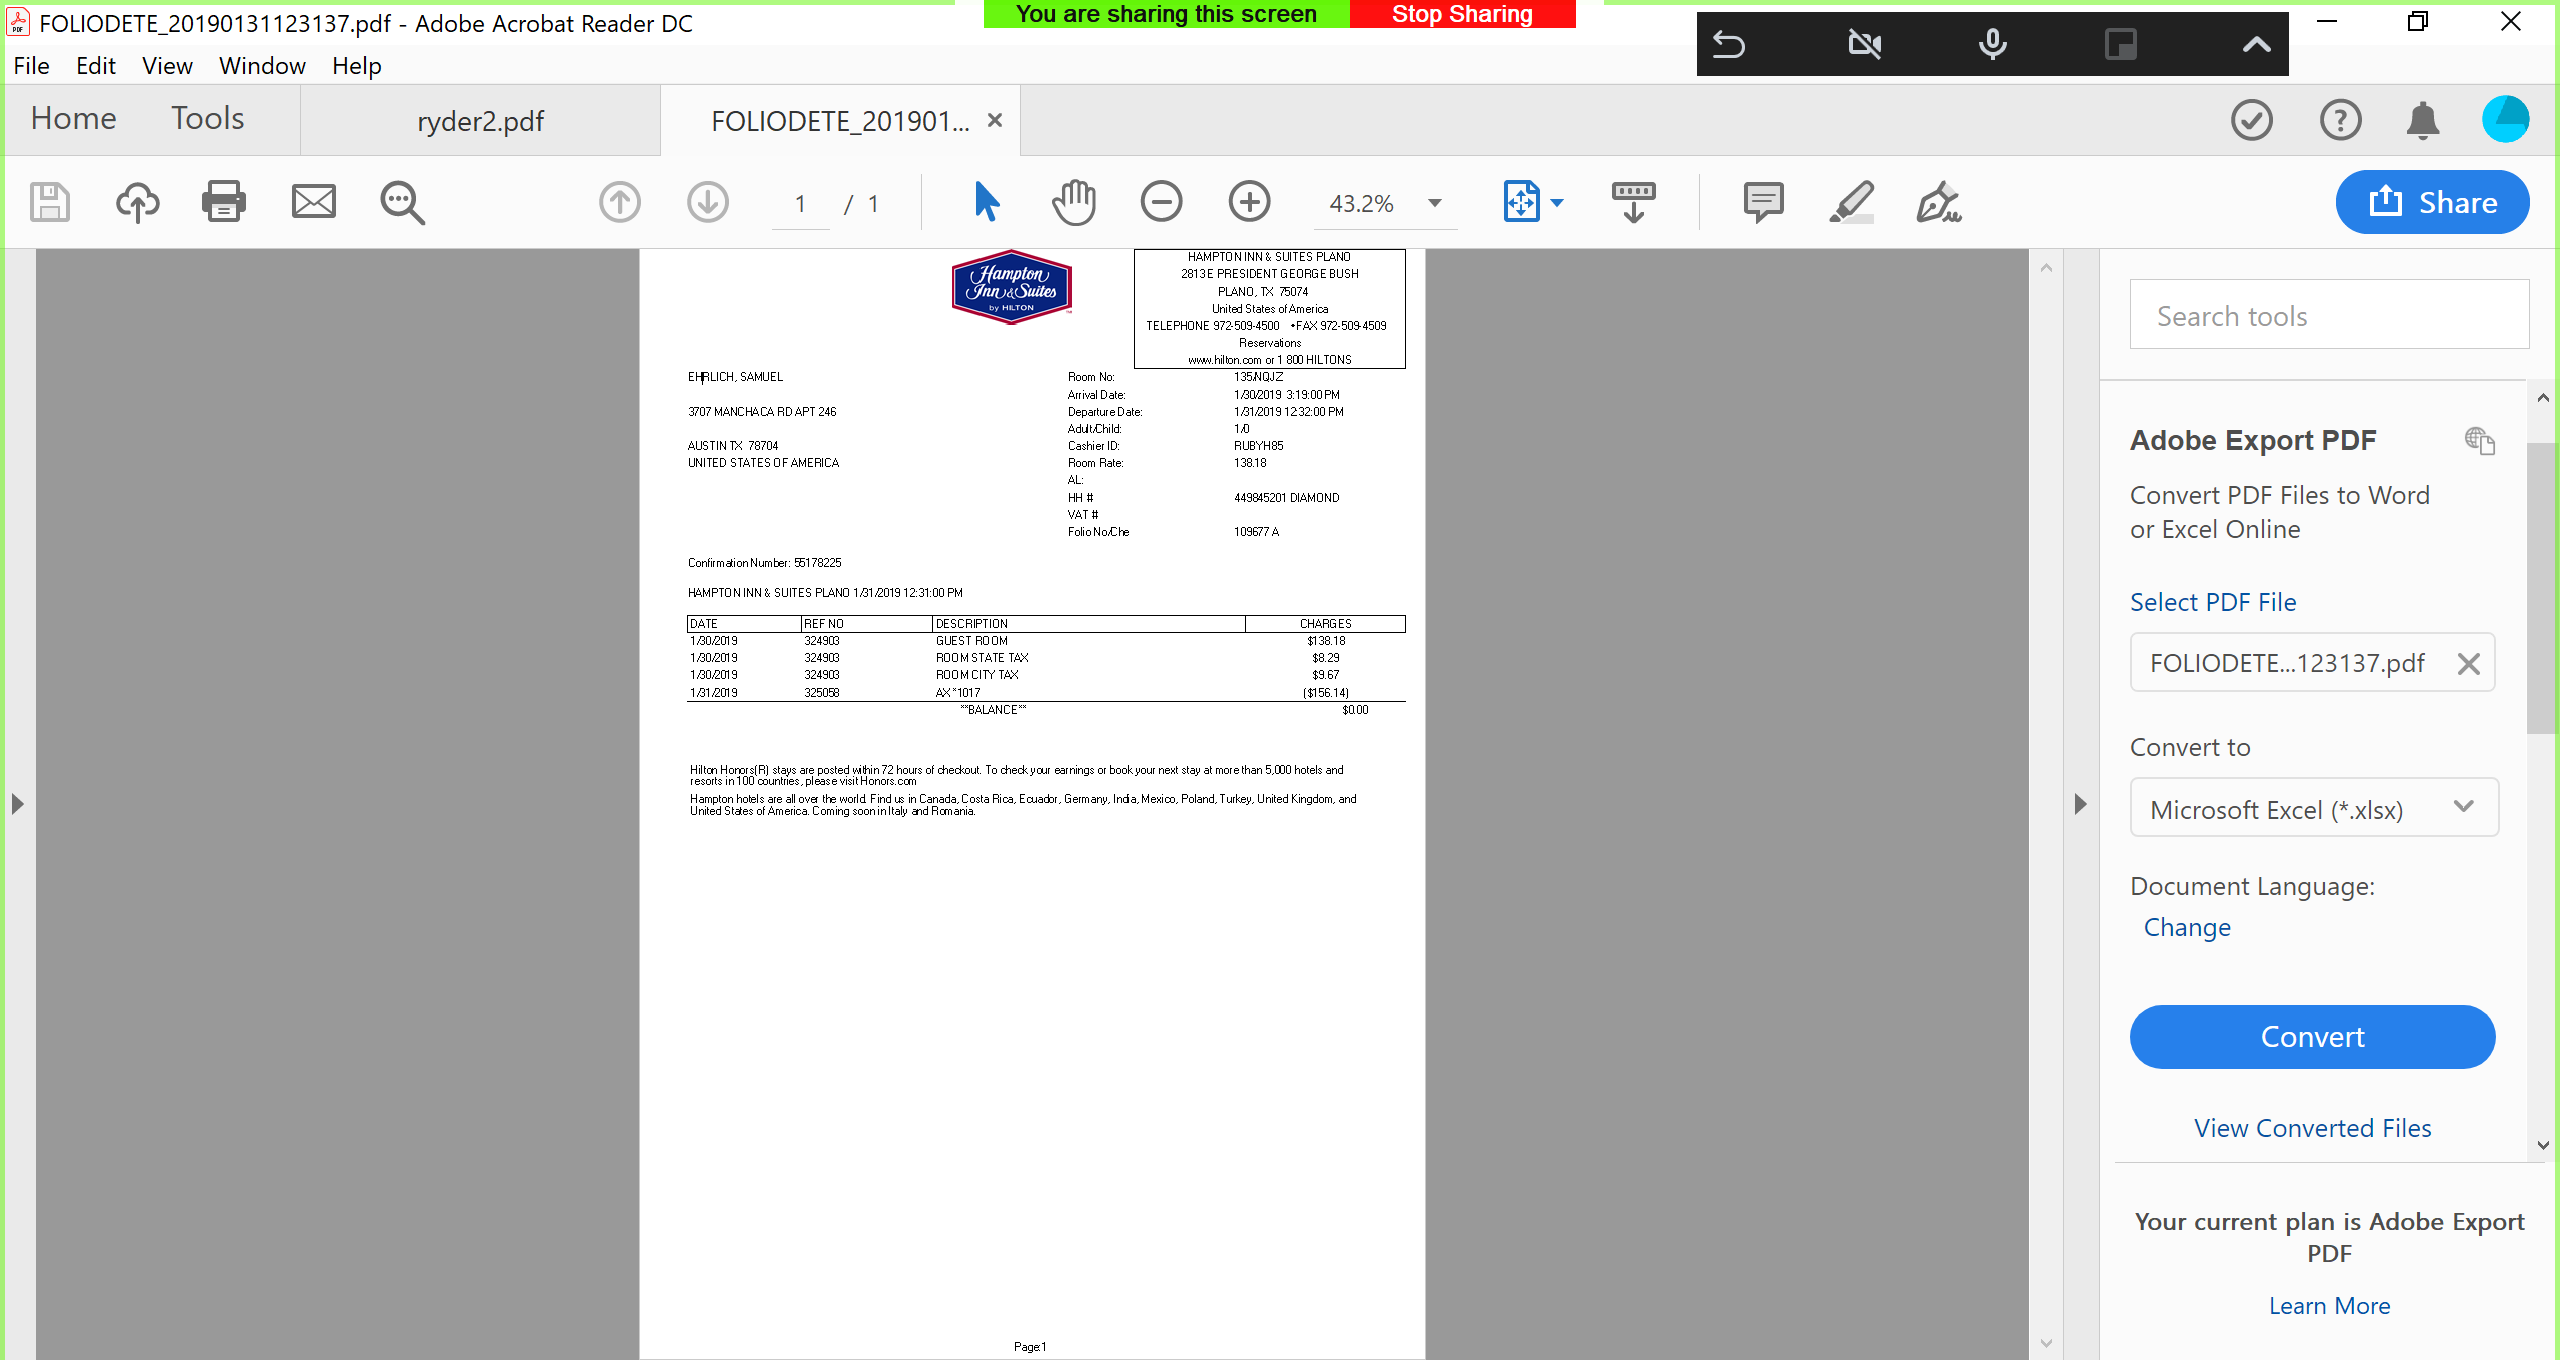 FOLIODETE_20190131123137.pdf - Adobe Acrobat Reader DC
You are sharing this screen
Stop Sharing
File Edit View Window Help
Home Tools ryder2.pdf FOLIODETE_201901... ×
1 / 1 43.2% Share
Hampton
Inn & Suites
by HILTON
HAMPTON INN & SUITES PLANO
2813 E PRESIDENT GEORGE BUSH
PLANO, TX 75074
United States of America
TELEPHONE 972-509-4500 •FAX 972-509-4509
Reservations
www.hilton.com or 1 800 HILTONS
EHRLICH, SAMUEL
3707 MANCHACA RD APT 246
AUSTIN TX 78704
UNITED STATES OF AMERICA
Room No: 135/NQJZ
Arrival Date: 1/30/2019 3:19:00 PM
Departure Date: 1/31/2019 12:32:00 PM
Adult/Child: 1/0
Cashier ID: RUBYH85
Room Rate: 138.18
AL:
HH # 449845201 DIAMOND
VAT #
Folio No/Che 109677 A
Confirmation Number: 55178225
HAMPTON INN & SUITES PLANO 1/31/2019 12:31:00 PM
DATE REF NO DESCRIPTION CHARGES
1/30/2019 324903 GUEST ROOM $138.18
1/30/2019 324903 ROOM STATE TAX $8.29
1/30/2019 324903 ROOM CITY TAX $9.67
1/31/2019 325058 AX *1017 ($156.14)
**BALANCE** $0.00
Hilton Honors(R) stays are posted within 72 hours of checkout. To check your earnings or book your next stay at more than 5,000 hotels and
resorts in 100 countries, please visit Honors.com
Hampton hotels are all over the world. Find us in Canada, Costa Rica, Ecuador, Germany, India, Mexico, Poland, Turkey, United Kingdom, and
United States of America. Coming soon in Italy and Romania.
Page:1
Search tools
Adobe Export PDF
Convert PDF Files to Word
or Excel Online
Select PDF File
FOLIODETE...123137.pdf
Convert to
Microsoft Excel (*.xlsx)
Document Language:
Change
Convert
View Converted Files
Your current plan is Adobe Export
PDF
Learn More